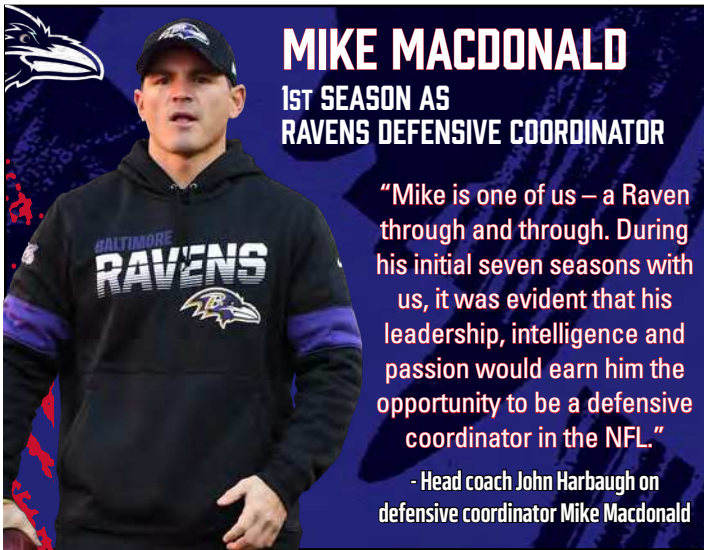 MIKE MACDONALD
1ST SEASON AS
RAVENS DEFENSIVE COORDINATOR
“Mike is one of us – a Raven
through and through. During
his initial seven seasons with
us, it was evident that his
leadership, intelligence and
passion would earn him the
opportunity to be a defensive
coordinator in the NFL.”
- Head coach John Harbaugh on
defensive coordinator Mike Macdonald
BALTIMORE
RAVENS
B